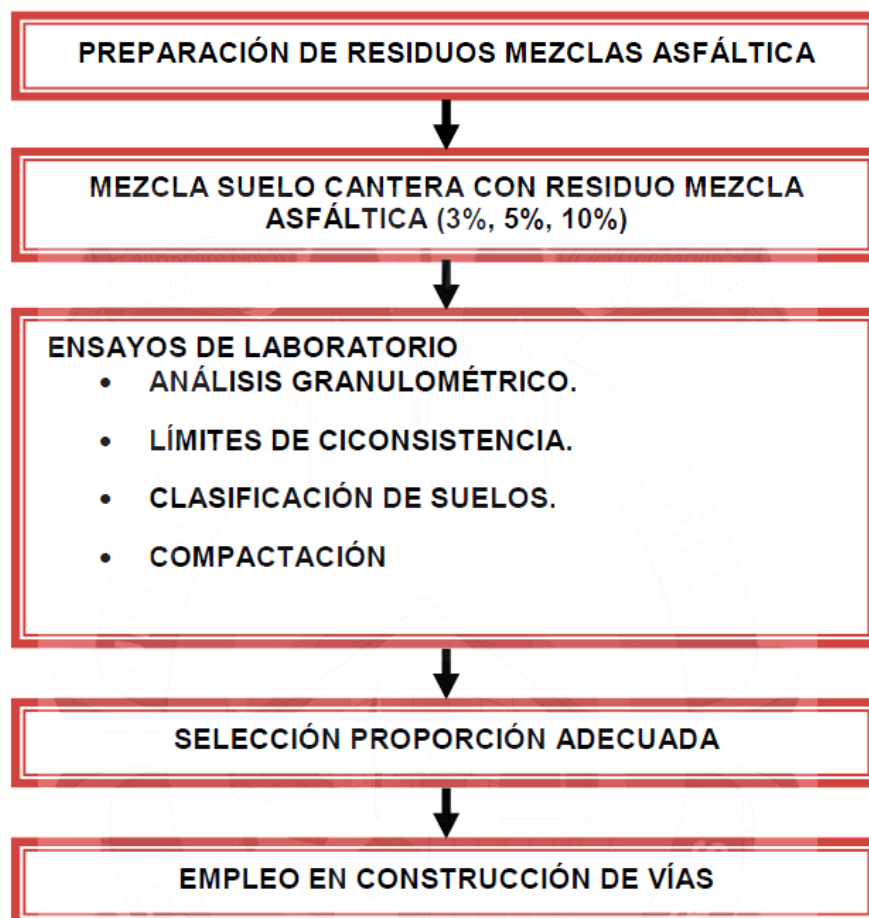 PREPARACIÓN DE RESIDUOS MEZCLAS ASFÁLTICA
MEZCLA SUELO CANTERA CON RESIDUO MEZCLA
ASFÁLTICA (3%, 5%, 10%)
ENSAYOS DE LABORATORIO
• ANÁLISIS GRANULOMÉTRICO.
• LÍMITES DE CICONSISTENCIA.
• CLASIFICACIÓN DE SUELOS.
• COMPACTACIÓN
SELECCIÓN PROPORCIÓN ADECUADA
EMPLEO EN CONSTRUCCIÓN DE VÍAS
ANDINA